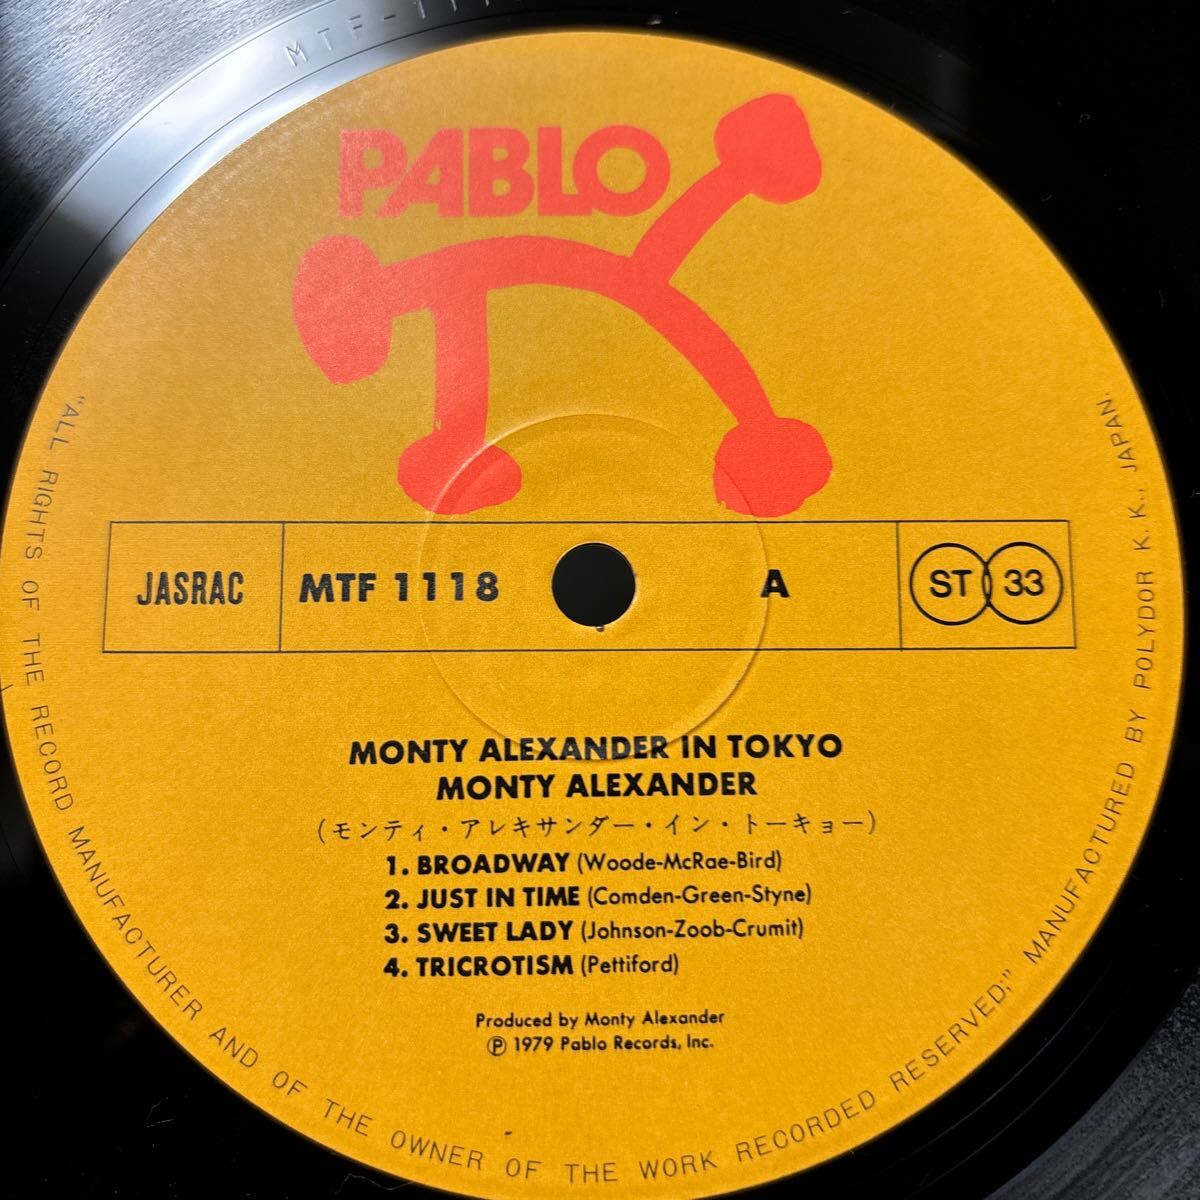 MTF-111
PABLO
JASRAC
MTF 1118
A
ST 33
MONTY ALEXANDER IN TOKYO
MONTY ALEXANDER
(モンティ・アレキサンダー・イン・トーキョー)
1. BROADWAY (Woode-McRae-Bird)
2. JUST IN TIME (Comden-Green-Styne)
3. SWEET LADY (Johnson-Zoob-Crumit)
4. TRICROTISM (Pettiford)
Produced by Monty Alexander
Ⓟ 1979 Pablo Records, Inc.
"ALL RIGHTS OF THE RECORD MANUFACTURER AND OF THE OWNER OF THE WORK RECORDED RESERVED;" MANUFACTURED BY POLYDOR K. K., JAPAN.